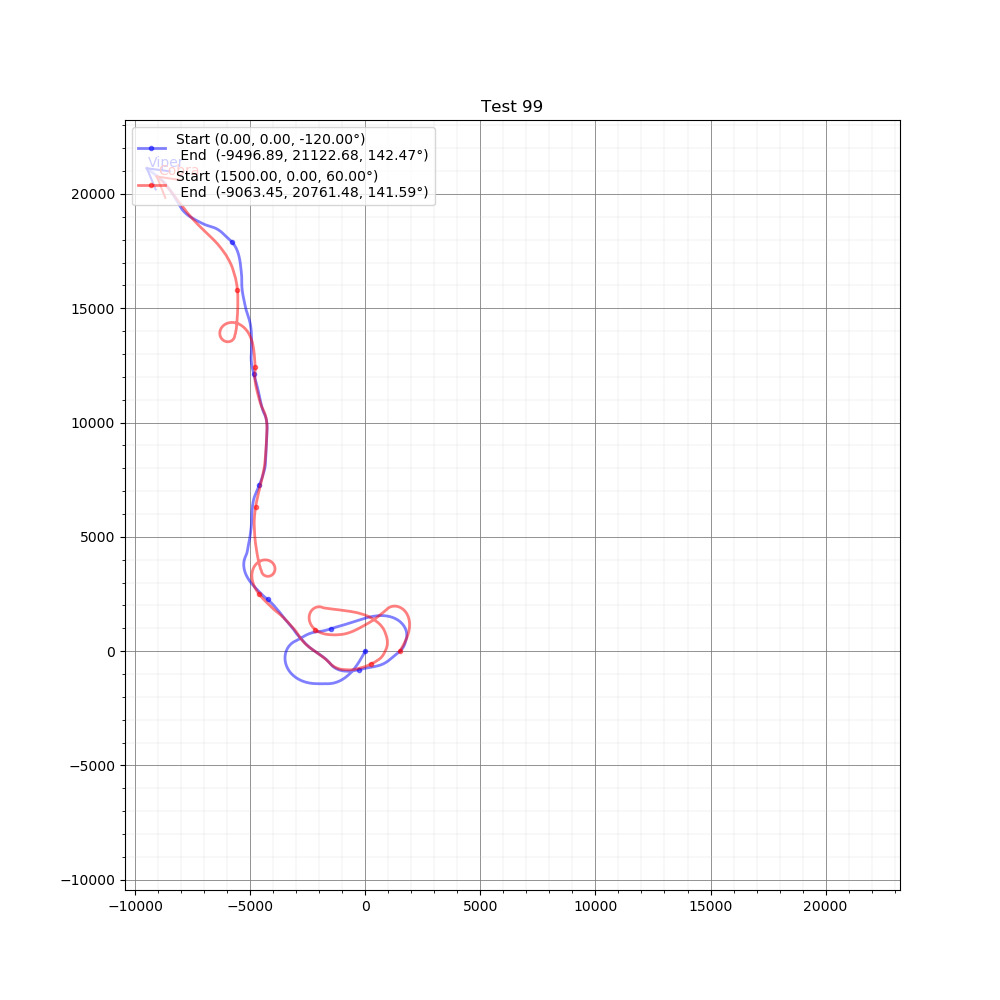 Test 99
Start (0.00, 0.00, -120.00°)
End (-9496.89, 21122.68, 142.47°)
Start (1500.00, 0.00, 60.00°)
End (-9063.45, 20761.48, 141.59°)
Viper
20000
15000
10000
5000
0
−5000
−10000
−10000 −5000 0 5000 10000 15000 20000